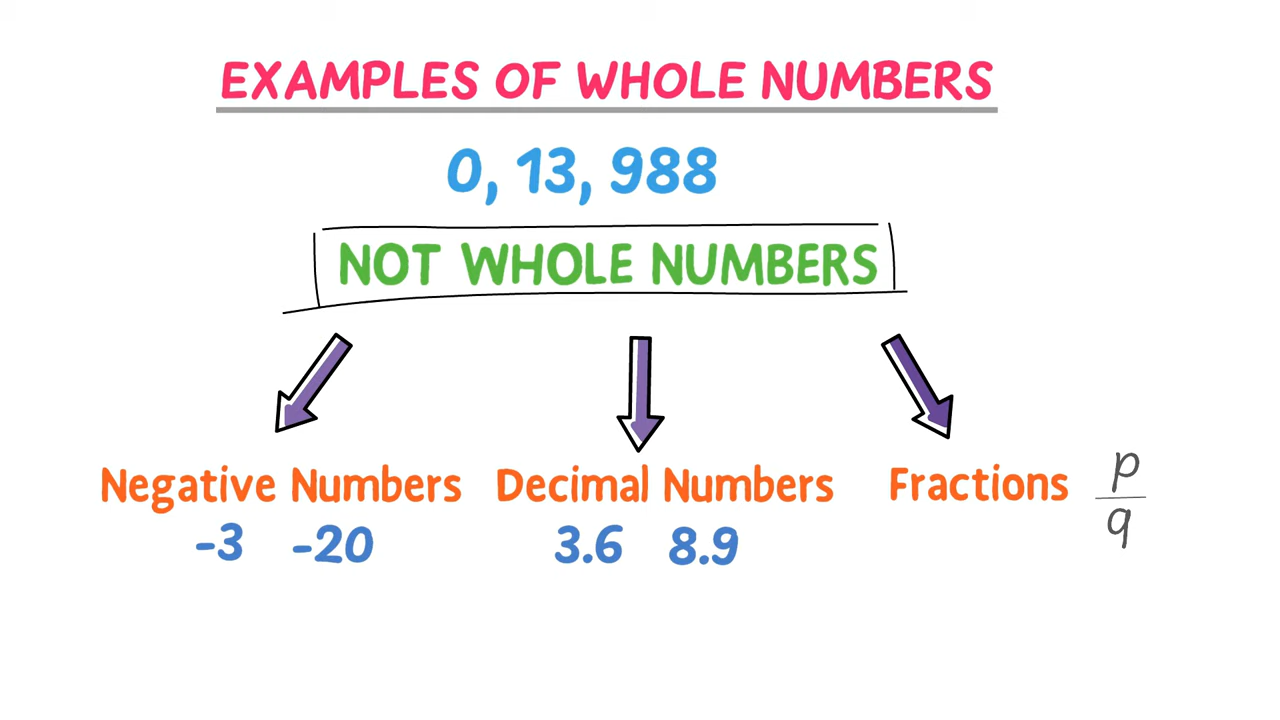 EXAMPLES OF WHOLE NUMBERS
0, 13, 988
NOT WHOLE NUMBERS
Negative Numbers
-3 -20
Decimal Numbers
3.6 8.9
Fractions
p
q